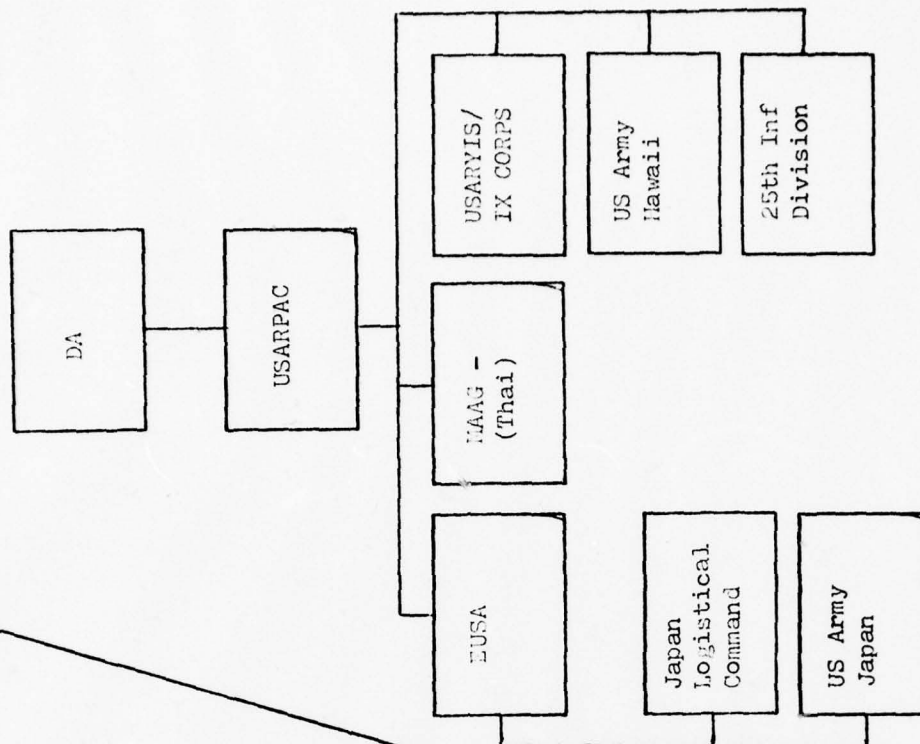 DA
USARPAC
EUSA
MAAG -
(Thai)
USARYIS/
IX CORPS
US Army
Hawaii
25th Inf
Division
Japan
Logistical
Command
US Army
Japan